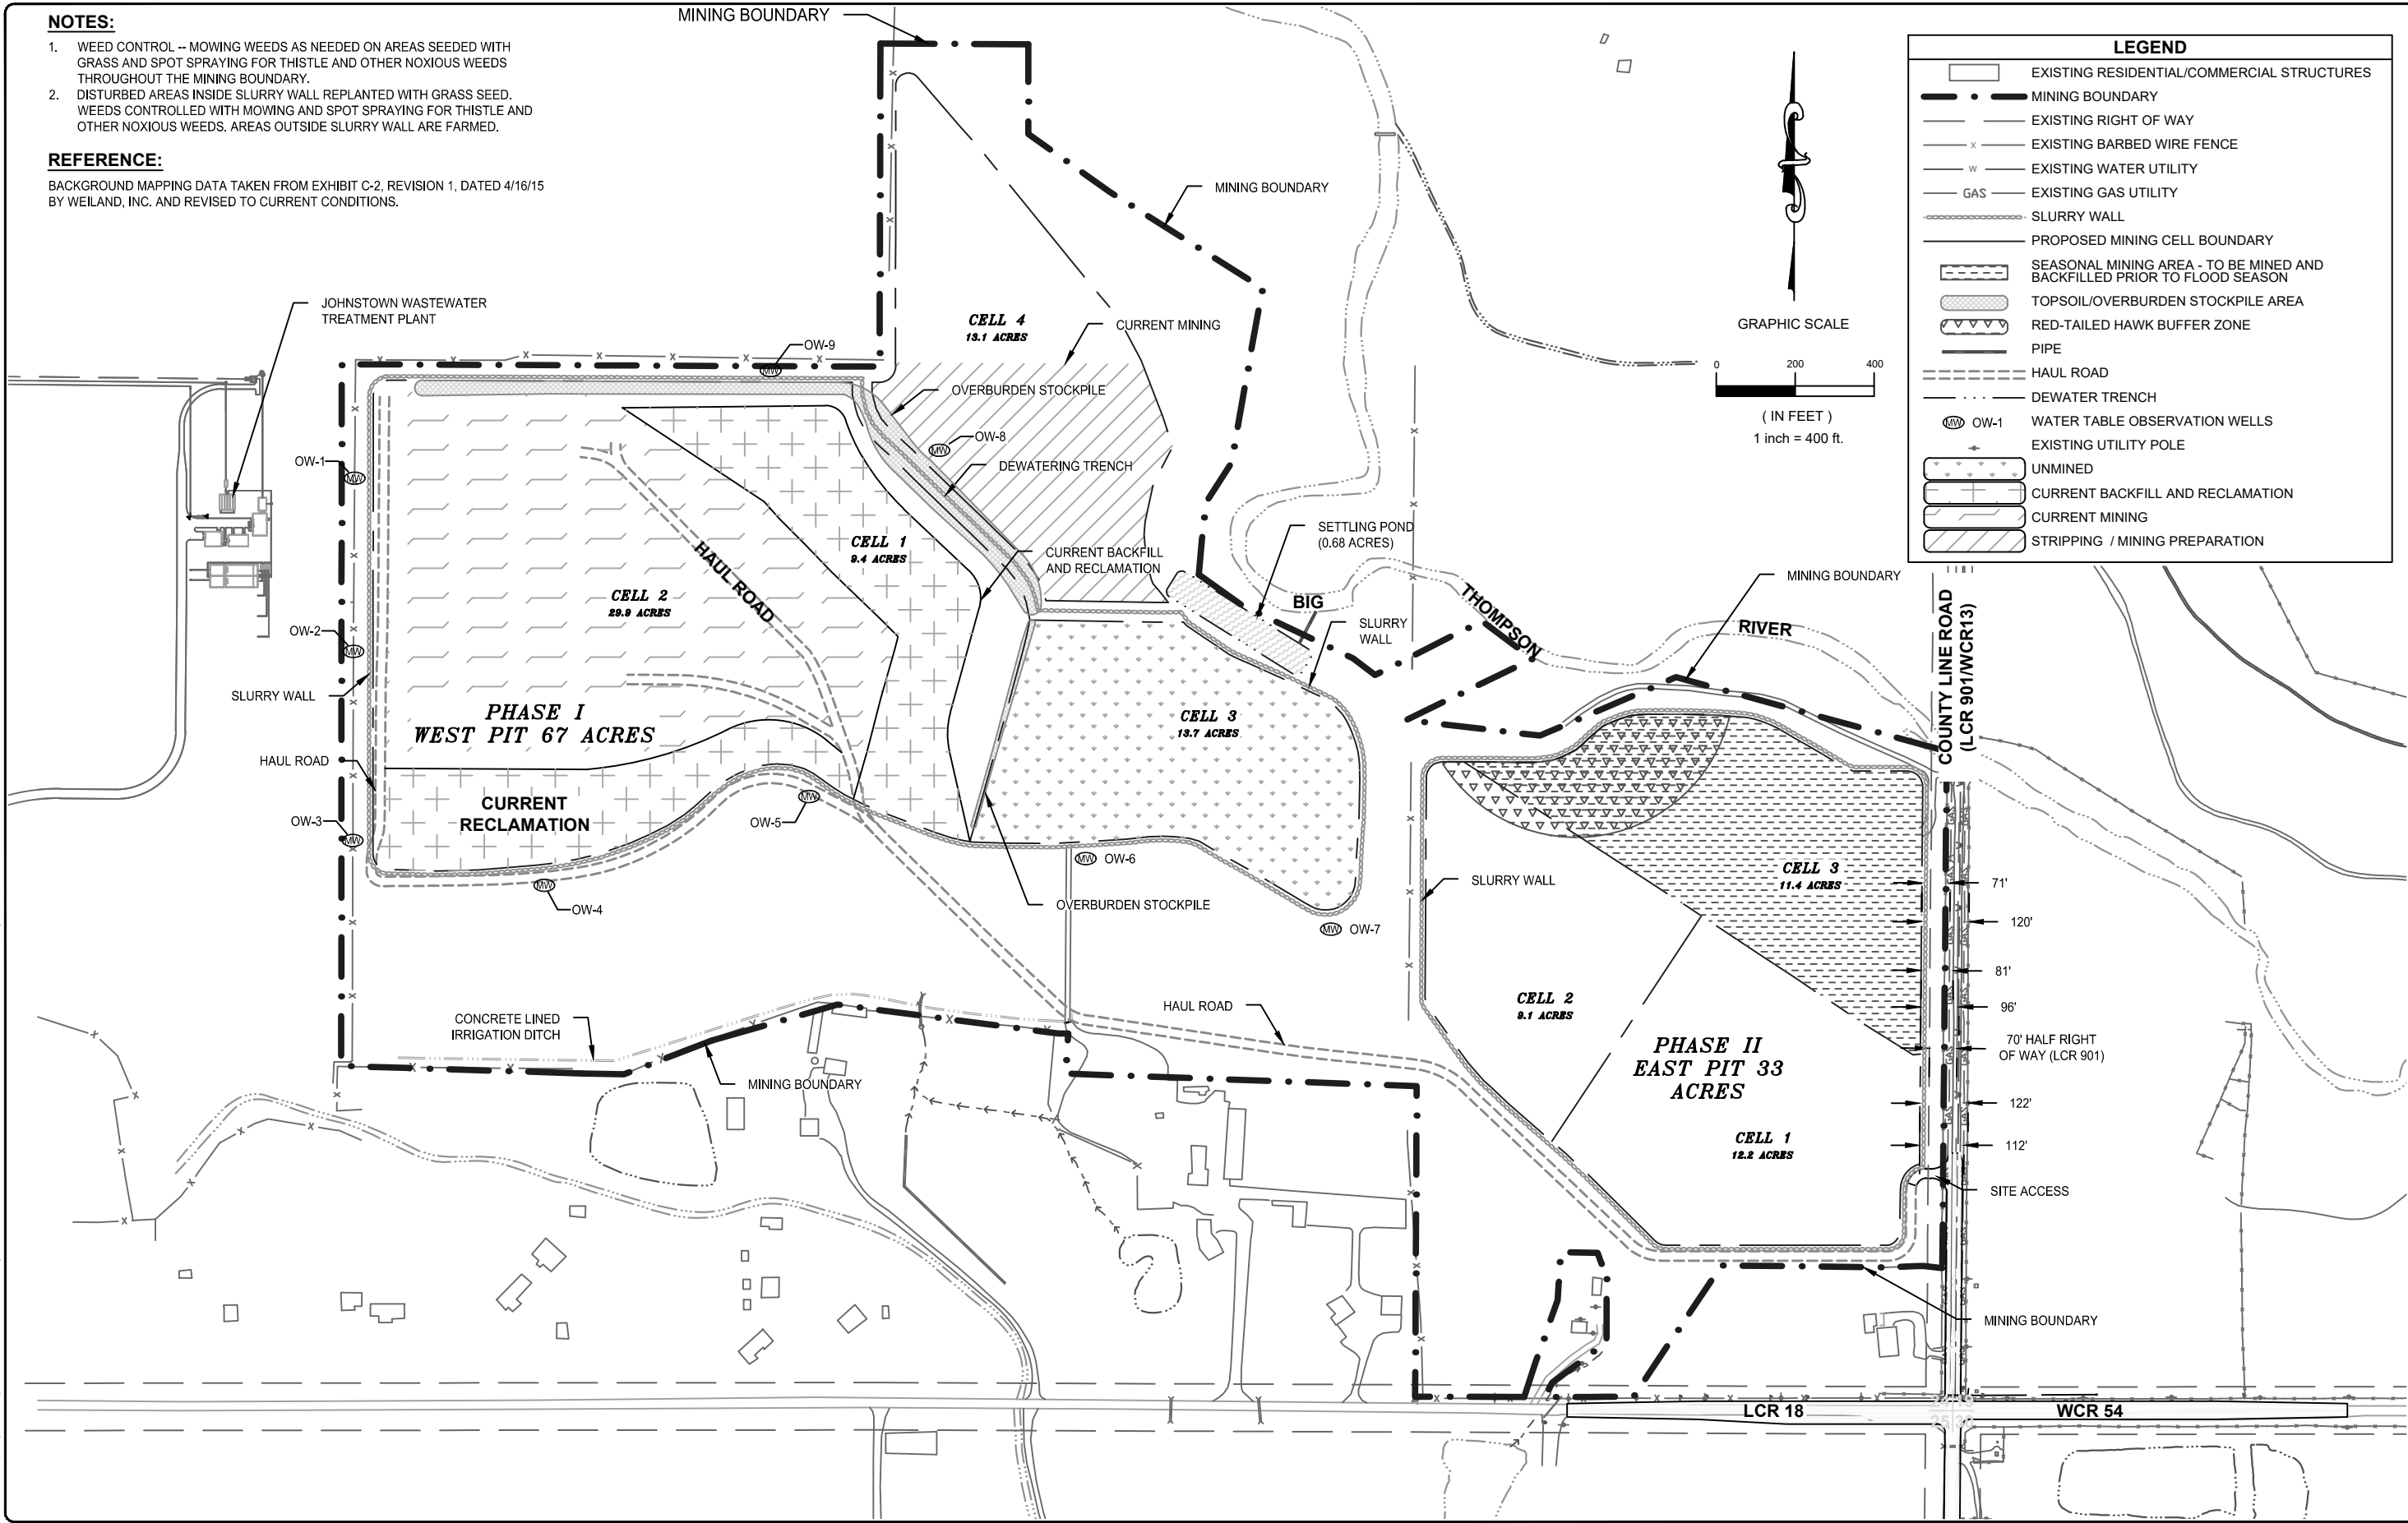 NOTES:
1. WEED CONTROL -- MOWING WEEDS AS NEEDED ON AREAS SEEDED WITH
GRASS AND SPOT SPRAYING FOR THISTLE AND OTHER NOXIOUS WEEDS
THROUGHOUT THE MINING BOUNDARY.
2. DISTURBED AREAS INSIDE SLURRY WALL REPLANTED WITH GRASS SEED.
WEEDS CONTROLLED WITH MOWING AND SPOT SPRAYING FOR THISTLE AND
OTHER NOXIOUS WEEDS. AREAS OUTSIDE SLURRY WALL ARE FARMED.
REFERENCE:
BACKGROUND MAPPING DATA TAKEN FROM EXHIBIT C-2, REVISION 1, DATED 4/16/15
BY WEILAND, INC. AND REVISED TO CURRENT CONDITIONS.
MINING BOUNDARY
MINING BOUNDARY
LEGEND
EXISTING RESIDENTIAL/COMMERCIAL STRUCTURES
MINING BOUNDARY
EXISTING RIGHT OF WAY
X EXISTING BARBED WIRE FENCE
W EXISTING WATER UTILITY
GAS EXISTING GAS UTILITY
SLURRY WALL
PROPOSED MINING CELL BOUNDARY
SEASONAL MINING AREA - TO BE MINED AND
BACKFILLED PRIOR TO FLOOD SEASON
TOPSOIL/OVERBURDEN STOCKPILE AREA
RED-TAILED HAWK BUFFER ZONE
PIPE
HAUL ROAD
DEWATER TRENCH
MW OW-1 WATER TABLE OBSERVATION WELLS
EXISTING UTILITY POLE
UNMINED
CURRENT BACKFILL AND RECLAMATION
CURRENT MINING
STRIPPING / MINING PREPARATION
GRAPHIC SCALE
0 200 400
( IN FEET )
1 inch = 400 ft.
JOHNSTOWN WASTEWATER
TREATMENT PLANT
OW-9
MW
CELL 4
13.1 ACRES
CURRENT MINING
OVERBURDEN STOCKPILE
OW-8
MW
DEWATERING TRENCH
OW-1
MW
SETTLING POND
(0.68 ACRES)
CELL 1
9.4 ACRES
CURRENT BACKFILL
AND RECLAMATION
HAUL ROAD
CELL 2
29.9 ACRES
BIG
THOMPSON
RIVER
MINING BOUNDARY
COUNTY LINE ROAD
(LCR 901/WCR13)
SLURRY
WALL
OW-2
MW
SLURRY WALL
PHASE I
WEST PIT 67 ACRES
CELL 3
13.7 ACRES
HAUL ROAD
CURRENT
RECLAMATION
OW-3
MW
OW-5
MW
OW-6
MW
OW-4
MW
OVERBURDEN STOCKPILE
OW-7
MW
SLURRY WALL
CELL 3
11.4 ACRES
71'
120'
81'
96'
70' HALF RIGHT
OF WAY (LCR 901)
122'
112'
CELL 2
9.1 ACRES
PHASE II
EAST PIT 33
ACRES
CELL 1
12.2 ACRES
HAUL ROAD
CONCRETE LINED
IRRIGATION DITCH
MINING BOUNDARY
SITE ACCESS
MINING BOUNDARY
LCR 18
WCR 54